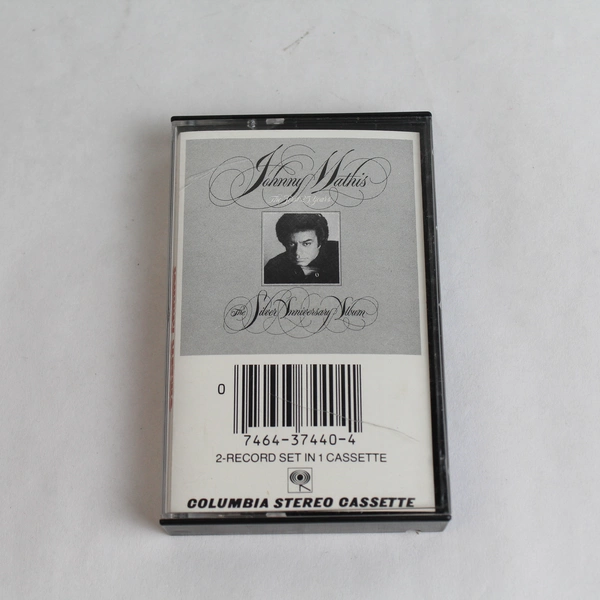 Johnny Mathis
The Silver Anniversary Album
0
7464-37440-4
2-RECORD SET IN 1 CASSETTE
COLUMBIA STEREO CASSETTE